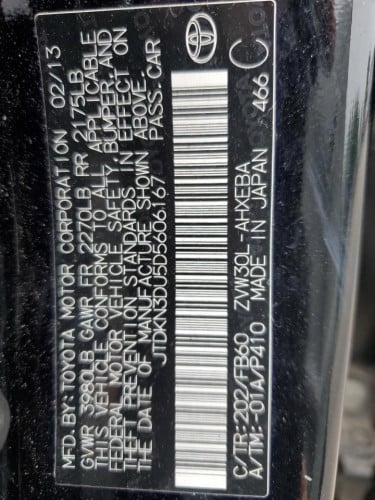 MFD.BY:TOYOTA MOTOR CORPORATION 02/13
GVWR 3980LB GAWR FR 2270LB RR 2175LB
THIS VEHICLE CONFORMS TO ALL APPLICABLE
FEDERAL MOTOR VEHICLE SAFETY, BUMPER, AND
THEFT PREVENTION STANDARDS IN EFFECT ON
THE DATE OF MANUFACTURE SHOWN ABOVE.
JTDKN3DU5D5606167 PASS.CAR
C/TR:202/FB60 ZVW30L-AHXEBA
A/TM:-01A/P410 MADE IN JAPAN 466 C